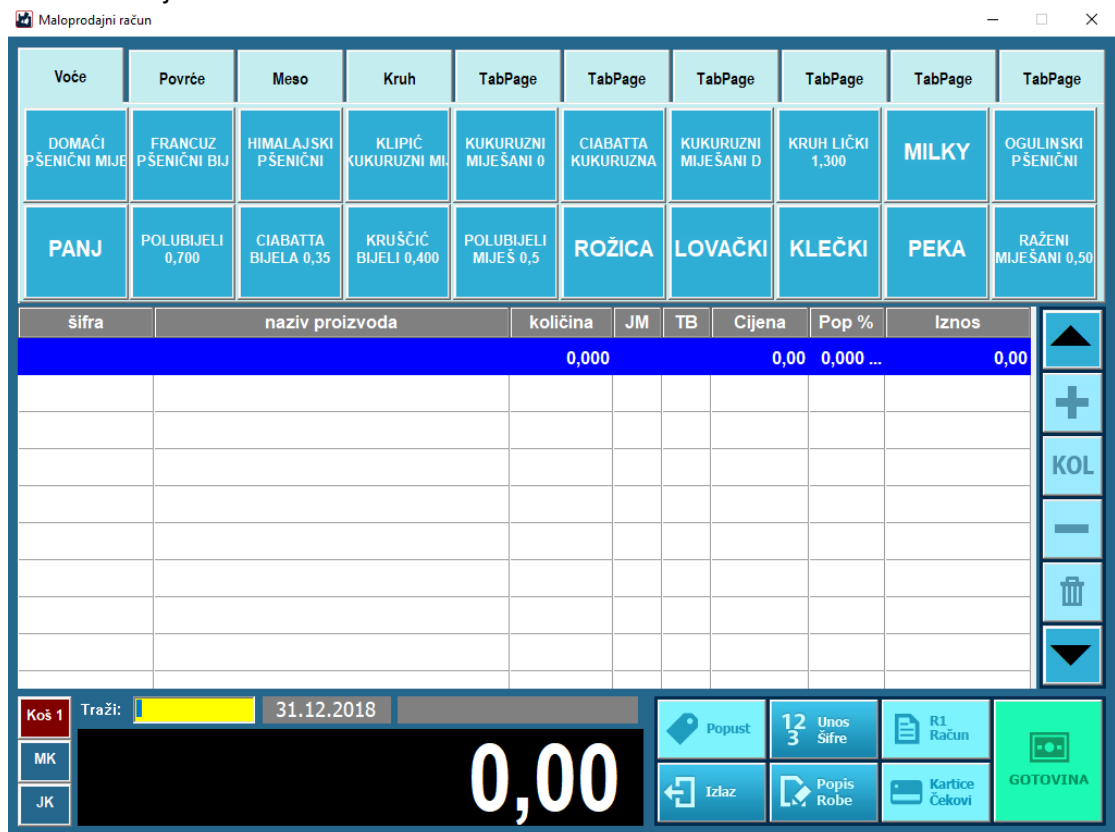 Maloprodajni račun
Voće Povrće Meso Kruh TabPage TabPage TabPage TabPage TabPage TabPage
DOMAĆI
PŠENIČNI MIJE
FRANCUZ
PŠENIČNI BIJ
HIMALAJSKI
PŠENIČNI
KLIPIĆ
KUKURUZNI MIJ
KUKURUZNI
MIJEŠANI 0
CIABATTA
KUKURUZNA
KUKURUZNI
MIJEŠANI D
KRUH LIČKI
1,300
MILKY
OGULINSKI
PŠENIČNI
PANJ
POLUBIJELI
0,700
CIABATTA
BIJELA 0,35
KRUŠČIĆ
BIJELI 0,400
POLUBIJELI
MIJEŠ 0,5
ROŽICA
LOVAČKI
KLEČKI
PEKA
RAŽENI
MIJEŠANI 0,50
šifra naziv proizvoda količina JM TB Cijena Pop % Iznos
0,000 0,00 0,000 ... 0,00
KOL
Koš 1
MK
JK
Traži: 31.12.2018
0,00
Popust
123 Unos
Šifre
R1
Račun
Izlaz
Popis
Robe
Kartice
Čekovi
GOTOVINA